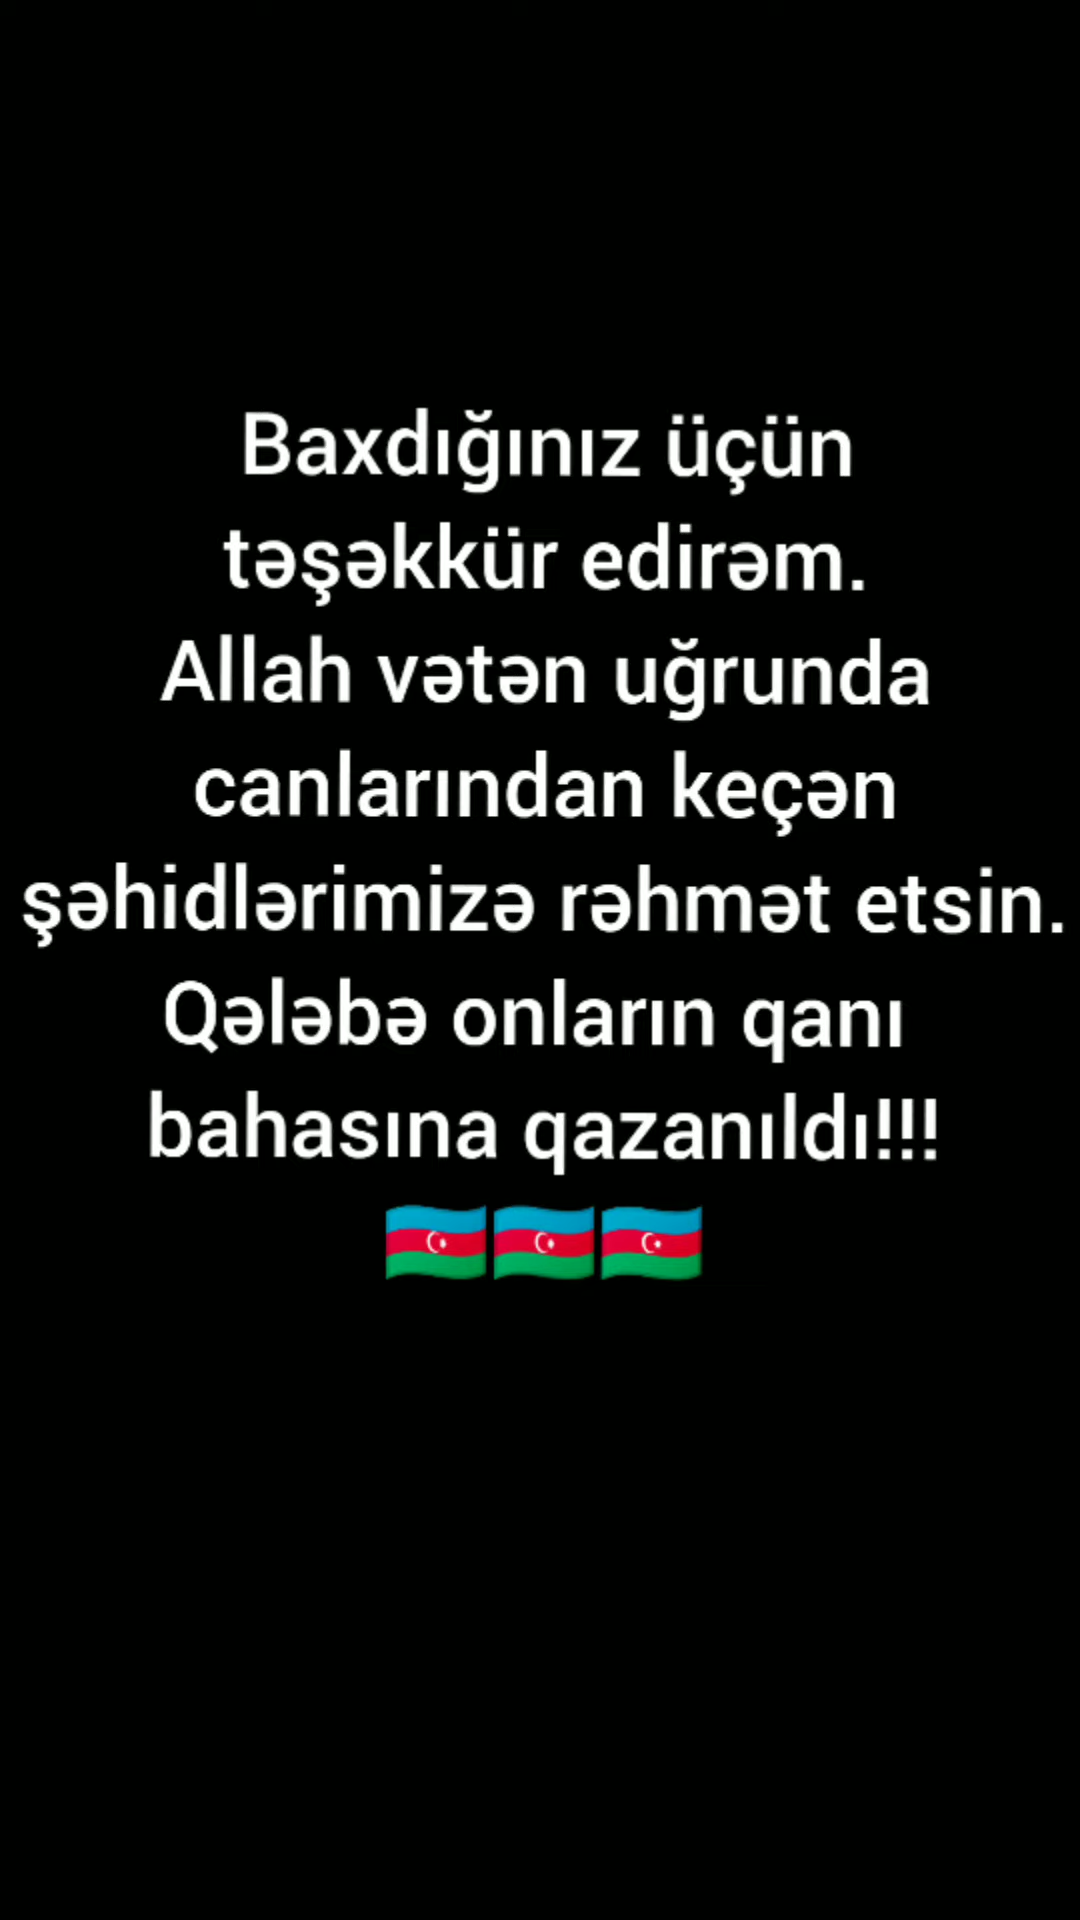 Baxdığınız üçün
təşəkkür edirəm.
Allah vətən uğrunda
canlarından keçən
şəhidlərimizə rəhmət etsin.
Qələbə onların qanı
bahasına qazanıldı!!!
🇦🇿🇦🇿🇦🇿